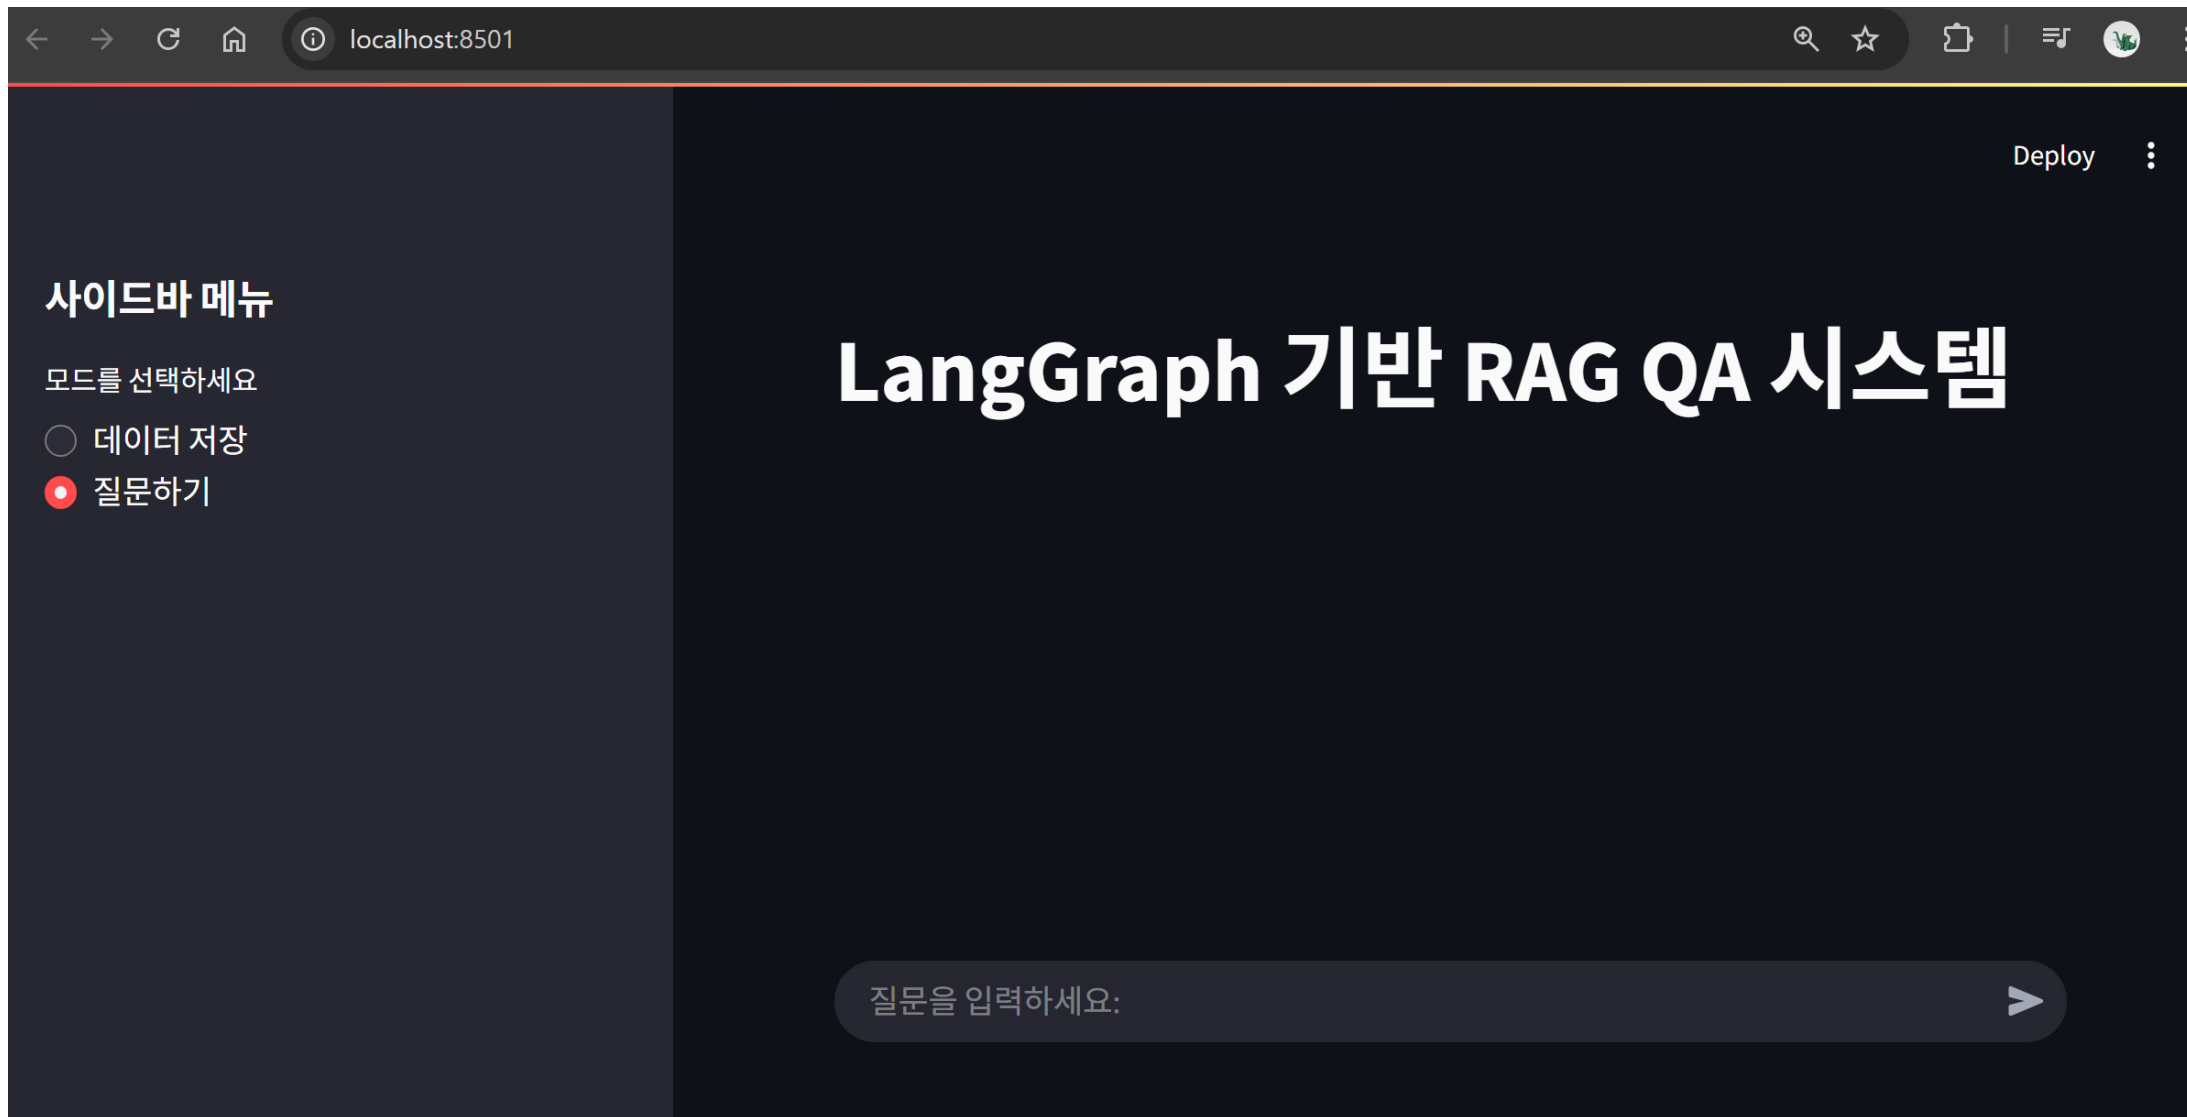 localhost:8501
Deploy
사이드바 메뉴
모드를 선택하세요
데이터 저장
질문하기
LangGraph 기반 RAG QA 시스템
질문을 입력하세요: